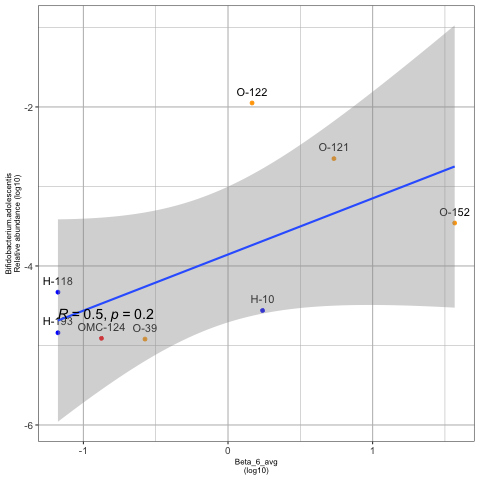 O-122
-2
O-121
O-152
Bifidobacterium.adolescentis
Relative abundance (log10)
-4
H-118
H-10
R = 0.5, p = 0.2
H-193
OMC-124
O-39
-6
-1
0
1
Beta_6_avg
(log10)